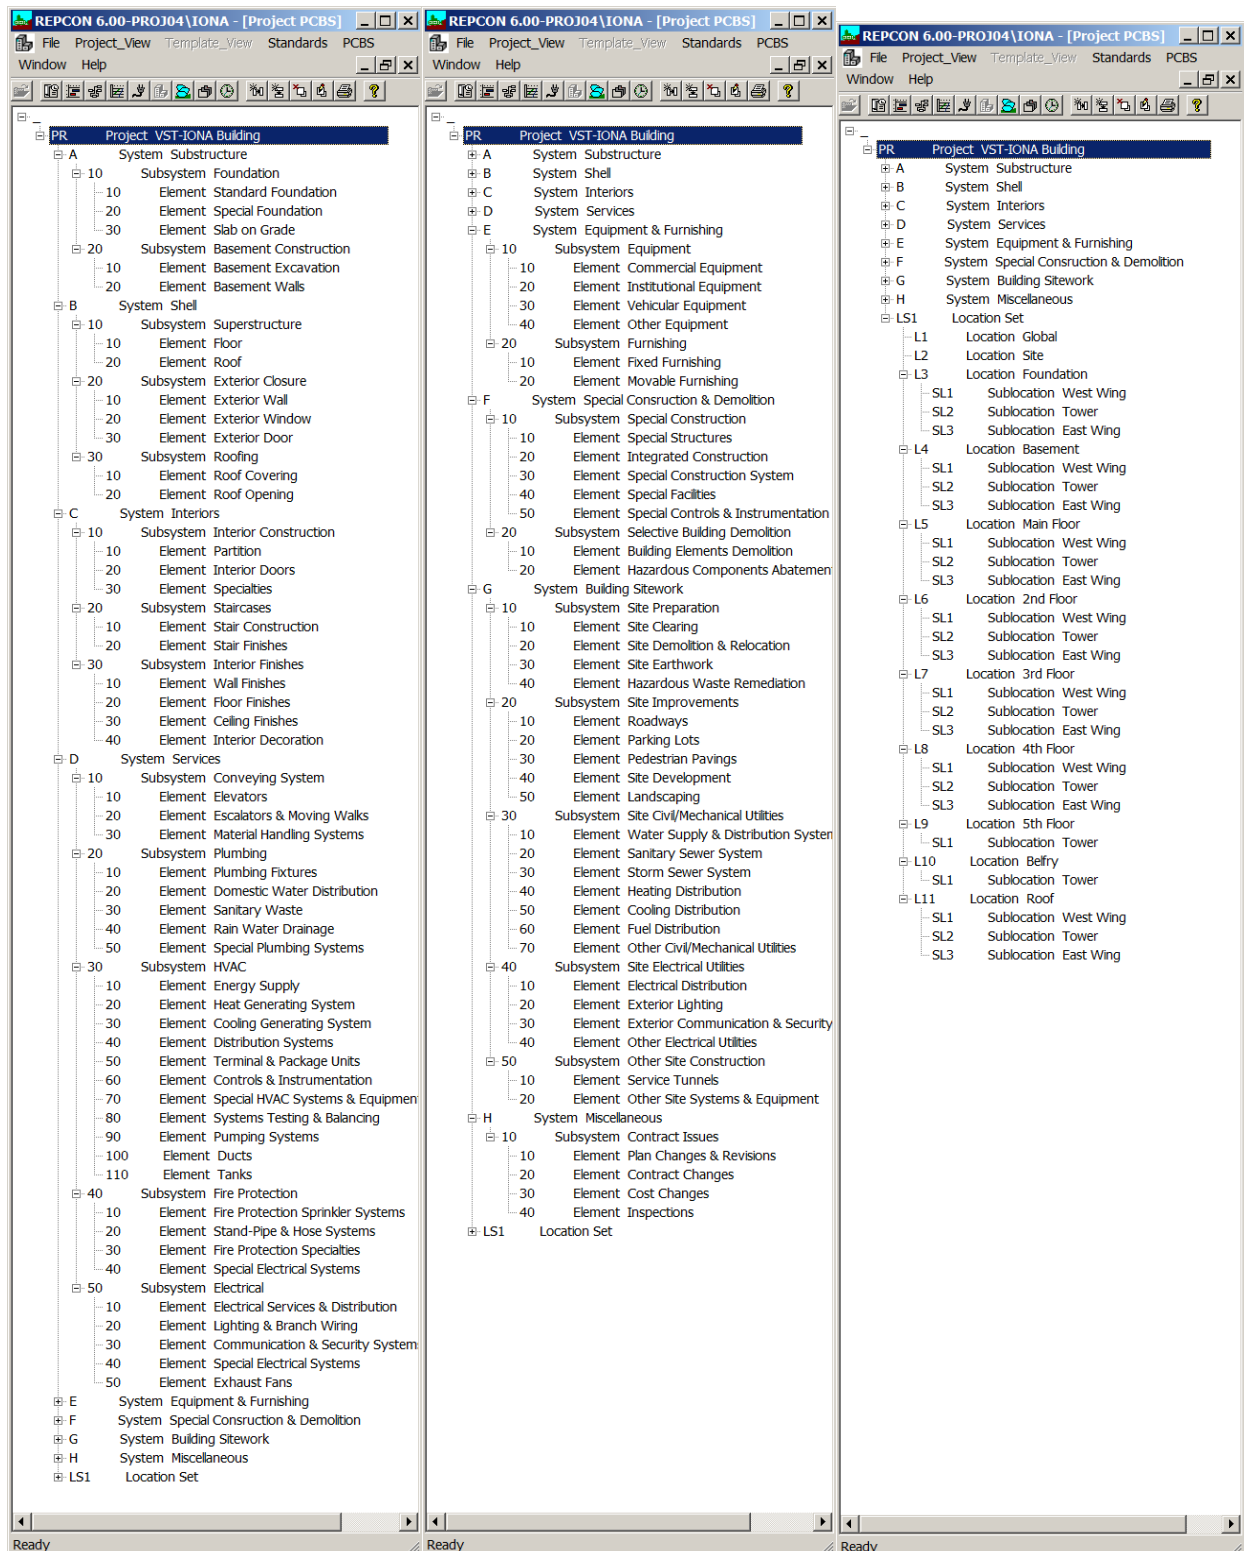 REPCON 6.00-PROJ04\IONA - [Project PCBS]
File Project_View Template_View Standards PCBS
Window Help
PR Project VST-IONA Building
A System Substructure
10 Subsystem Foundation
10 Element Standard Foundation
20 Element Special Foundation
30 Element Slab on Grade
20 Subsystem Basement Construction
10 Element Basement Excavation
20 Element Basement Walls
B System Shell
10 Subsystem Superstructure
10 Element Floor
20 Element Roof
20 Subsystem Exterior Closure
10 Element Exterior Wall
20 Element Exterior Window
30 Element Exterior Door
30 Subsystem Roofing
10 Element Roof Covering
20 Element Roof Opening
C System Interiors
10 Subsystem Interior Construction
10 Element Partition
20 Element Interior Doors
30 Element Specialties
20 Subsystem Staircases
10 Element Stair Construction
20 Element Stair Finishes
30 Subsystem Interior Finishes
10 Element Wall Finishes
20 Element Floor Finishes
30 Element Ceiling Finishes
40 Element Interior Decoration
D System Services
10 Subsystem Conveying System
10 Element Elevators
20 Element Escalators & Moving Walks
30 Element Material Handling Systems
20 Subsystem Plumbing
10 Element Plumbing Fixtures
20 Element Domestic Water Distribution
30 Element Sanitary Waste
40 Element Rain Water Drainage
50 Element Special Plumbing Systems
30 Subsystem HVAC
10 Element Energy Supply
20 Element Heat Generating System
30 Element Cooling Generating System
40 Element Distribution Systems
50 Element Terminal & Package Units
60 Element Controls & Instrumentation
70 Element Special HVAC Systems & Equipmen
80 Element Systems Testing & Balancing
90 Element Pumping Systems
100 Element Ducts
110 Element Tanks
40 Subsystem Fire Protection
10 Element Fire Protection Sprinkler Systems
20 Element Stand-Pipe & Hose Systems
30 Element Fire Protection Specialties
40 Element Special Electrical Systems
50 Subsystem Electrical
10 Element Electrical Services & Distribution
20 Element Lighting & Branch Wiring
30 Element Communication & Security System
40 Element Special Electrical Systems
50 Element Exhaust Fans
E System Equipment & Furnishing
F System Special Consruction & Demolition
G System Building Sitework
H System Miscellaneous
LS1 Location Set
Ready
REPCON 6.00-PROJ04\IONA - [Project PCBS]
File Project_View Template_View Standards PCBS
Window Help
PR Project VST-IONA Building
A System Substructure
B System Shell
C System Interiors
D System Services
E System Equipment & Furnishing
10 Subsystem Equipment
10 Element Commercial Equipment
20 Element Institutional Equipment
30 Element Vehicular Equipment
40 Element Other Equipment
20 Subsystem Furnishing
10 Element Fixed Furnishing
20 Element Movable Furnishing
F System Special Consruction & Demolition
10 Subsystem Special Construction
10 Element Special Structures
20 Element Integrated Construction
30 Element Special Construction System
40 Element Special Facilities
50 Element Special Controls & Instrumentation
20 Subsystem Selective Building Demolition
10 Element Building Elements Demolition
20 Element Hazardous Components Abatemen
G System Building Sitework
10 Subsystem Site Preparation
10 Element Site Clearing
20 Element Site Demolition & Relocation
30 Element Site Earthwork
40 Element Hazardous Waste Remediation
20 Subsystem Site Improvements
10 Element Roadways
20 Element Parking Lots
30 Element Pedestrian Pavings
40 Element Site Development
50 Element Landscaping
30 Subsystem Site Civil/Mechanical Utilities
10 Element Water Supply & Distribution System
20 Element Sanitary Sewer System
30 Element Storm Sewer System
40 Element Heating Distribution
50 Element Cooling Distribution
60 Element Fuel Distribution
70 Element Other Civil/Mechanical Utilities
40 Subsystem Site Electrical Utilities
10 Element Electrical Distribution
20 Element Exterior Lighting
30 Element Exterior Communication & Security
40 Element Other Electrical Utilities
50 Subsystem Other Site Construction
10 Element Service Tunnels
20 Element Other Site Systems & Equipment
H System Miscellaneous
10 Subsystem Contract Issues
10 Element Plan Changes & Revisions
20 Element Contract Changes
30 Element Cost Changes
40 Element Inspections
LS1 Location Set
Ready
REPCON 6.00-PROJ04\IONA - [Project PCBS]
File Project_View Template_View Standards PCBS
Window Help
PR Project VST-IONA Building
A System Substructure
B System Shell
C System Interiors
D System Services
E System Equipment & Furnishing
F System Special Consruction & Demolition
G System Building Sitework
H System Miscellaneous
LS1 Location Set
L1 Location Global
L2 Location Site
L3 Location Foundation
SL1 Sublocation West Wing
SL2 Sublocation Tower
SL3 Sublocation East Wing
L4 Location Basement
SL1 Sublocation West Wing
SL2 Sublocation Tower
SL3 Sublocation East Wing
L5 Location Main Floor
SL1 Sublocation West Wing
SL2 Sublocation Tower
SL3 Sublocation East Wing
L6 Location 2nd Floor
SL1 Sublocation West Wing
SL2 Sublocation Tower
SL3 Sublocation East Wing
L7 Location 3rd Floor
SL1 Sublocation West Wing
SL2 Sublocation Tower
SL3 Sublocation East Wing
L8 Location 4th Floor
SL1 Sublocation West Wing
SL2 Sublocation Tower
SL3 Sublocation East Wing
L9 Location 5th Floor
SL1 Sublocation Tower
L10 Location Belfry
SL1 Sublocation Tower
L11 Location Roof
SL1 Sublocation West Wing
SL2 Sublocation Tower
SL3 Sublocation East Wing
Ready